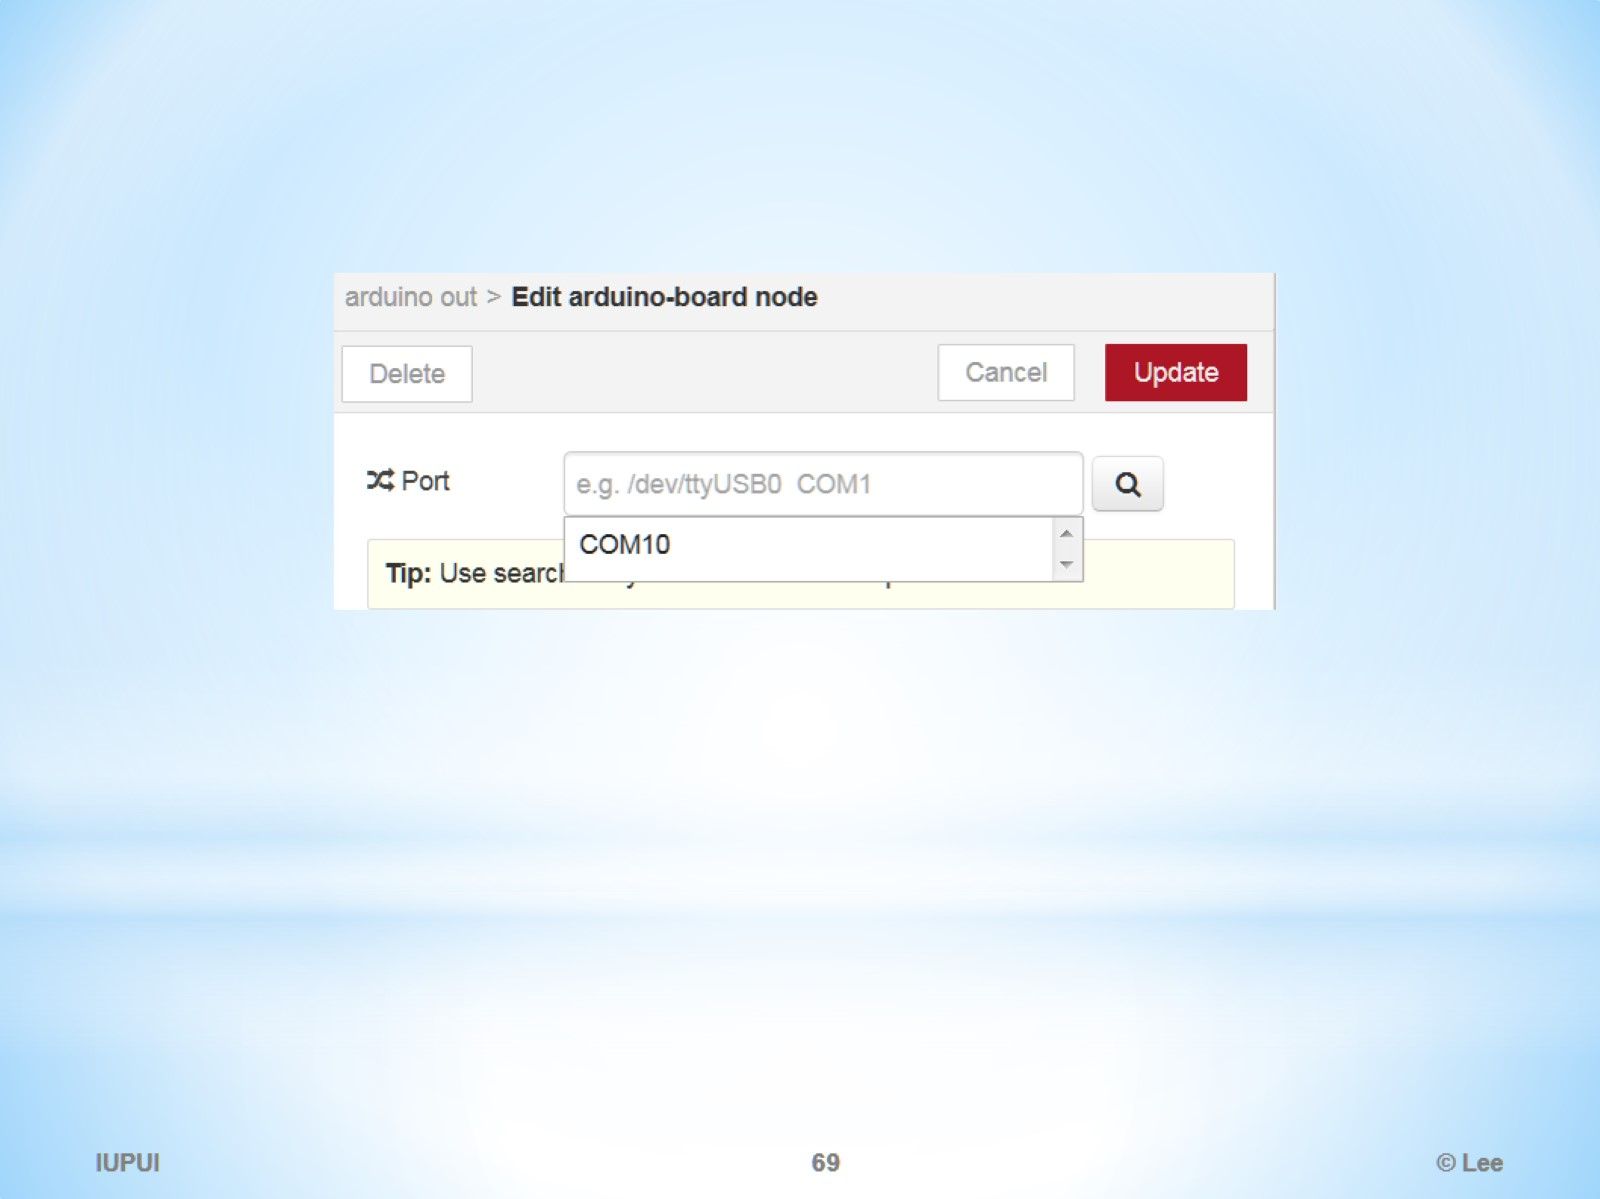 arduino out > Edit arduino-board node
Delete Cancel Update
Port e.g. /dev/ttyUSB0 COM1
COM10
Tip: Use search
IUPUI 69 © Lee